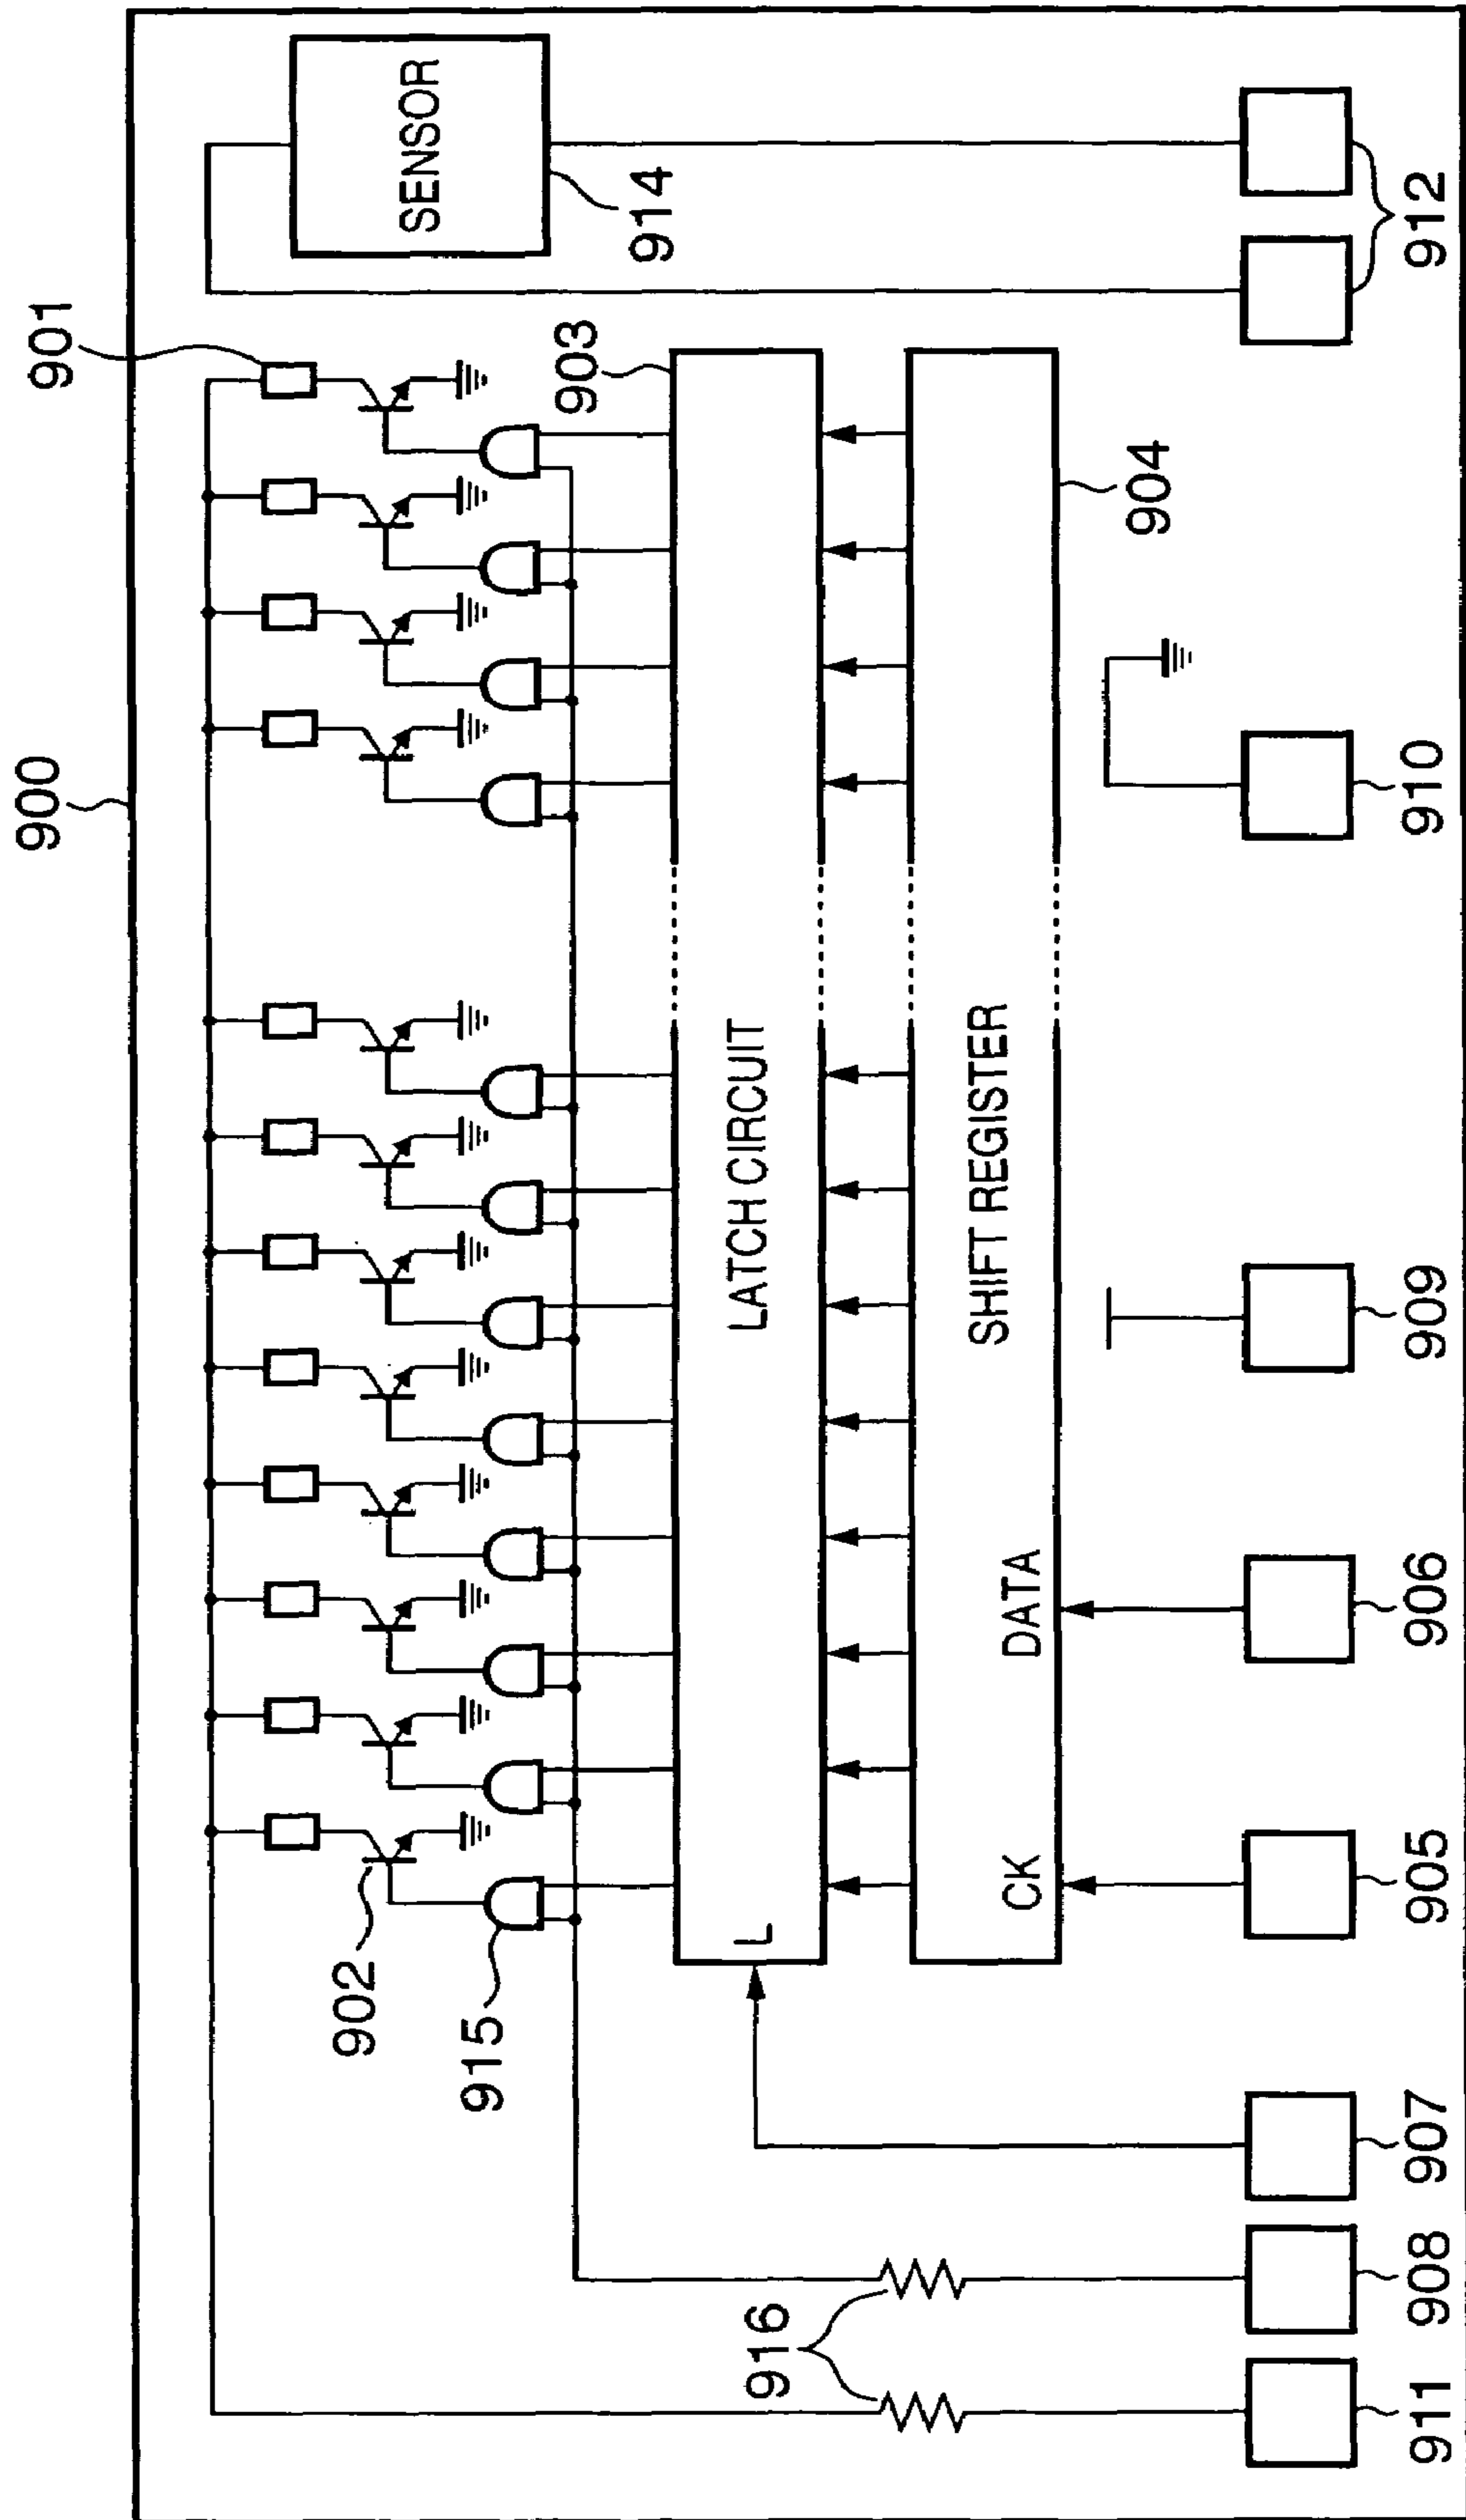 900
901
SENSOR
914
902
915
903
LATCH CIRCUIT
L
SHIFT REGISTER
904
CK
DATA
916
911
908
907
905
906
909
910
912